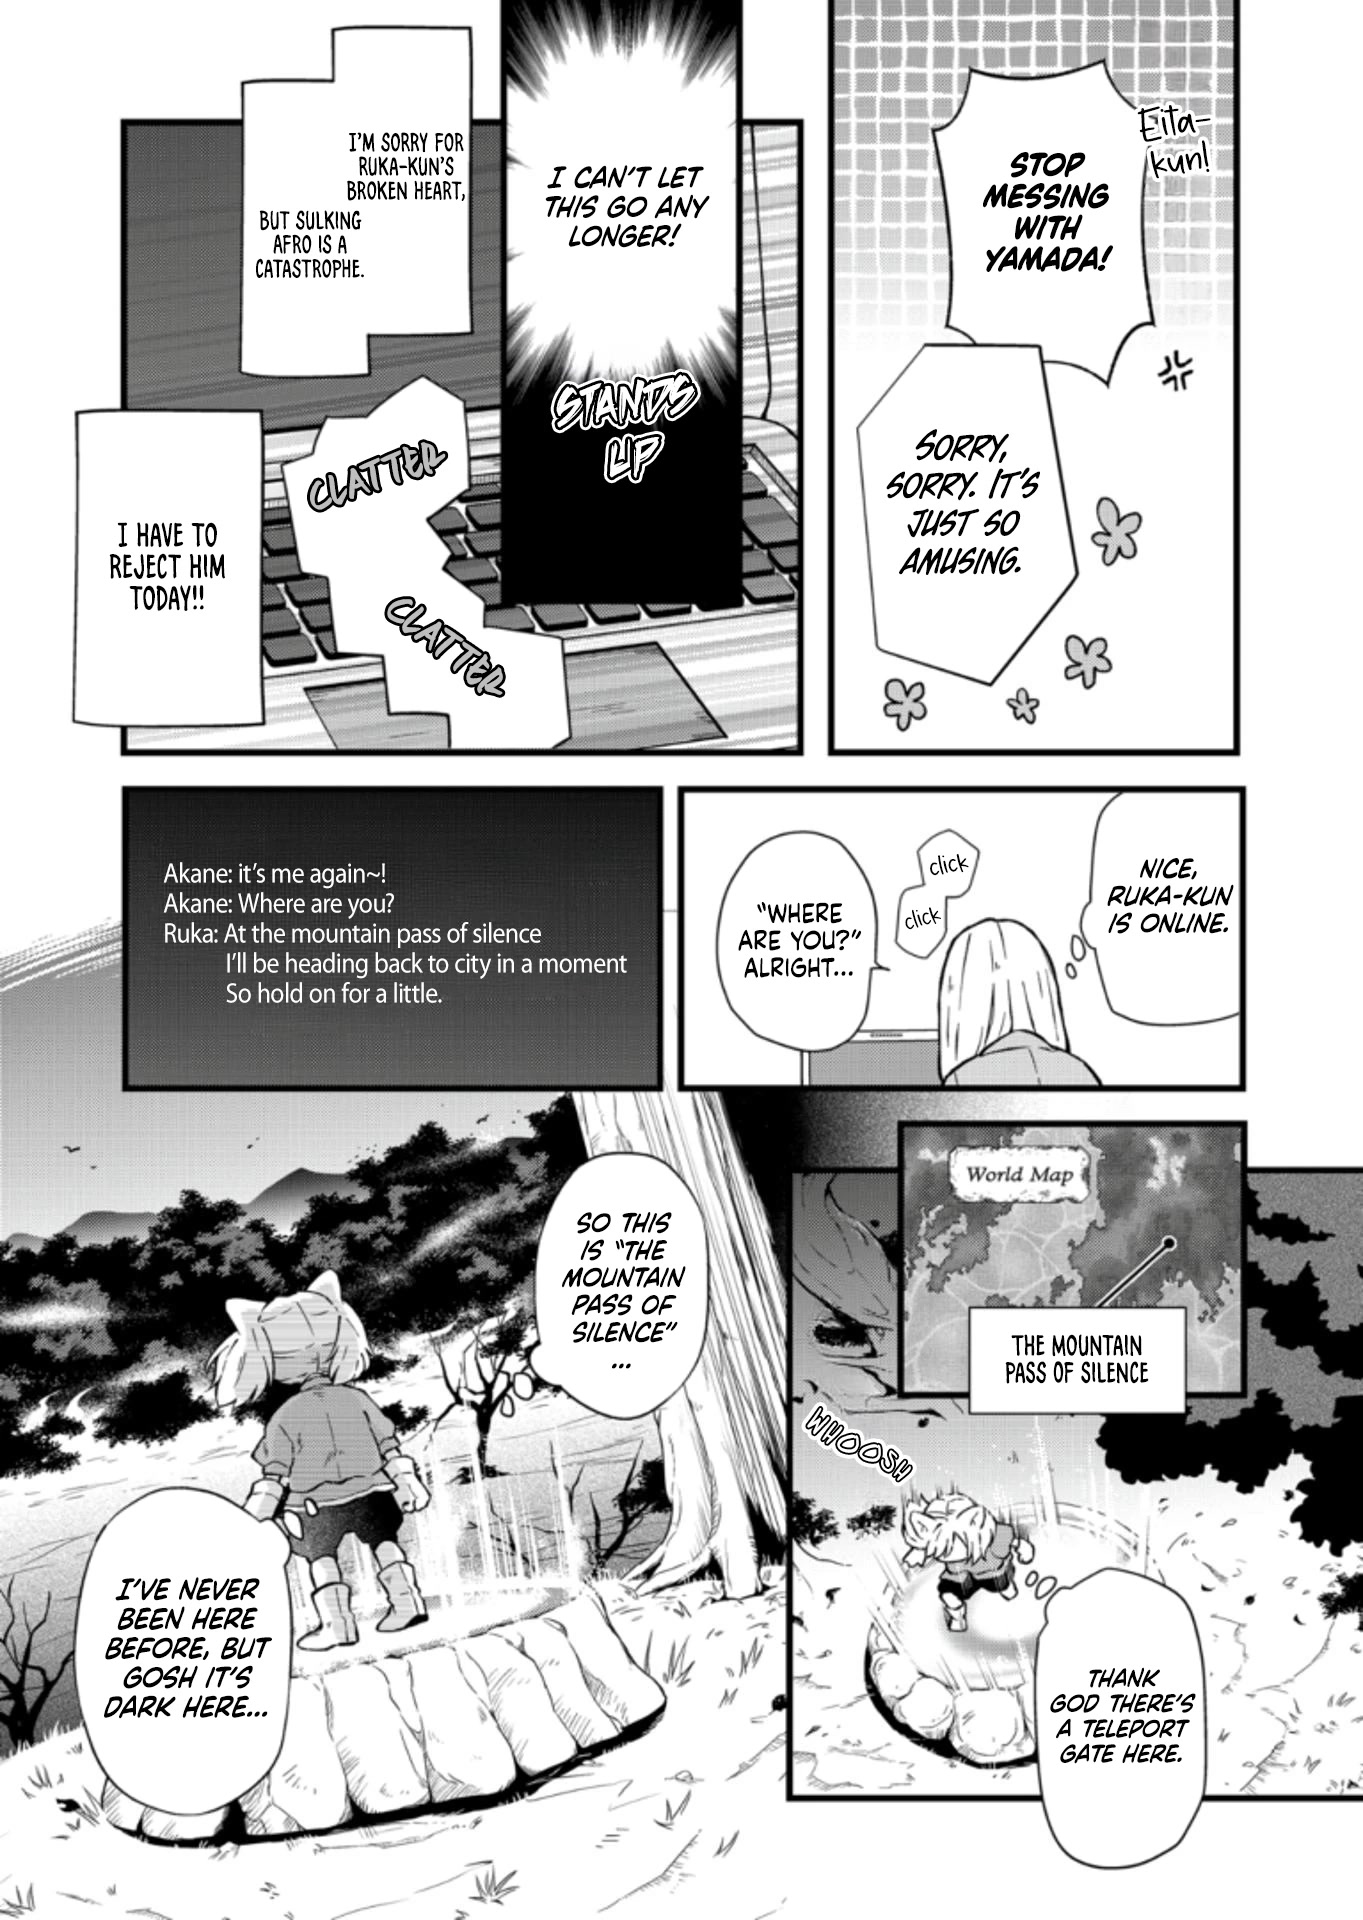 Eita-
kun!
STOP
MESSING
WITH
YAMADA!
SORRY,
SORRY. IT'S
JUST SO
AMUSING.
I CAN'T LET
THIS GO ANY
LONGER!
STANDS
UP
I'M SORRY FOR
RUKA-KUN'S
BROKEN HEART,
BUT SULKING
AFRO IS A
CATASTROPHE.
CLATTER
CLATTER
I HAVE TO
REJECT HIM
TODAY!!
NICE,
RUKA-KUN
IS ONLINE.
click
click
"WHERE
ARE YOU?"
ALRIGHT...
Akane: it's me again~!
Akane: Where are you?
Ruka: At the mountain pass of silence
I'll be heading back to city in a moment
So hold on for a little.
World Map
THE MOUNTAIN
PASS OF SILENCE
WHOOSH
THANK
GOD THERE'S
A TELEPORT
GATE HERE.
SO THIS
IS "THE
MOUNTAIN
PASS OF
SILENCE"
...
I'VE NEVER
BEEN HERE
BEFORE, BUT
GOSH IT'S
DARK HERE...